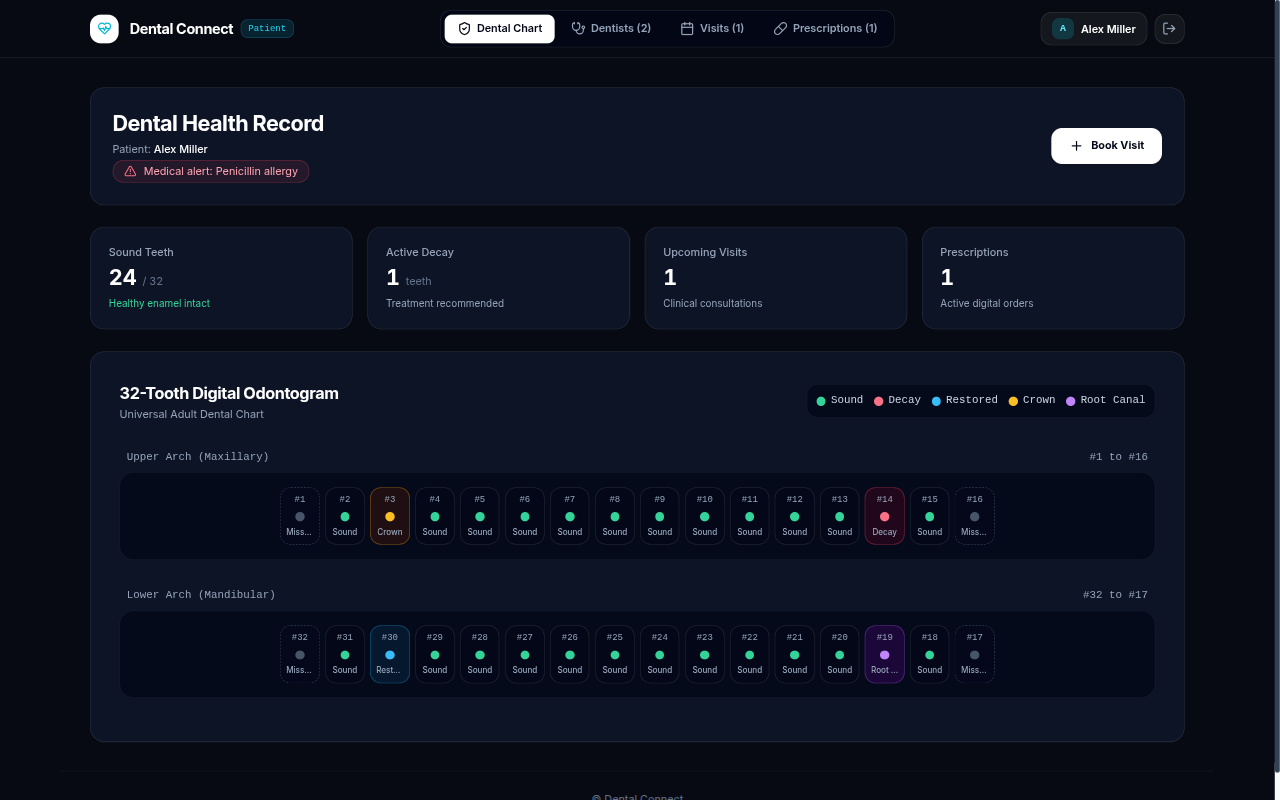 Dental Connect Patient Dental Chart Dentists (2) Visits (1) Prescriptions (1) A Alex Miller
Dental Health Record
Patient: Alex Miller
Medical alert: Penicillin allergy
Book Visit
Sound Teeth
24 / 32
Healthy enamel intact
Active Decay
1 teeth
Treatment recommended
Upcoming Visits
1
Clinical consultations
Prescriptions
1
Active digital orders
32-Tooth Digital Odontogram
Universal Adult Dental Chart
Sound Decay Restored Crown Root Canal
Upper Arch (Maxillary) #1 to #16
#1 #2 #3 #4 #5 #6 #7 #8 #9 #10 #11 #12 #13 #14 #15 #16
Miss... Sound Crown Sound Sound Sound Sound Sound Sound Sound Sound Sound Sound Decay Sound Miss...
Lower Arch (Mandibular) #32 to #17
#32 #31 #30 #29 #28 #27 #26 #25 #24 #23 #22 #21 #20 #19 #18 #17
Miss... Sound Rest... Sound Sound Sound Sound Sound Sound Sound Sound Sound Sound Root ... Sound Miss...
© Dental Connect